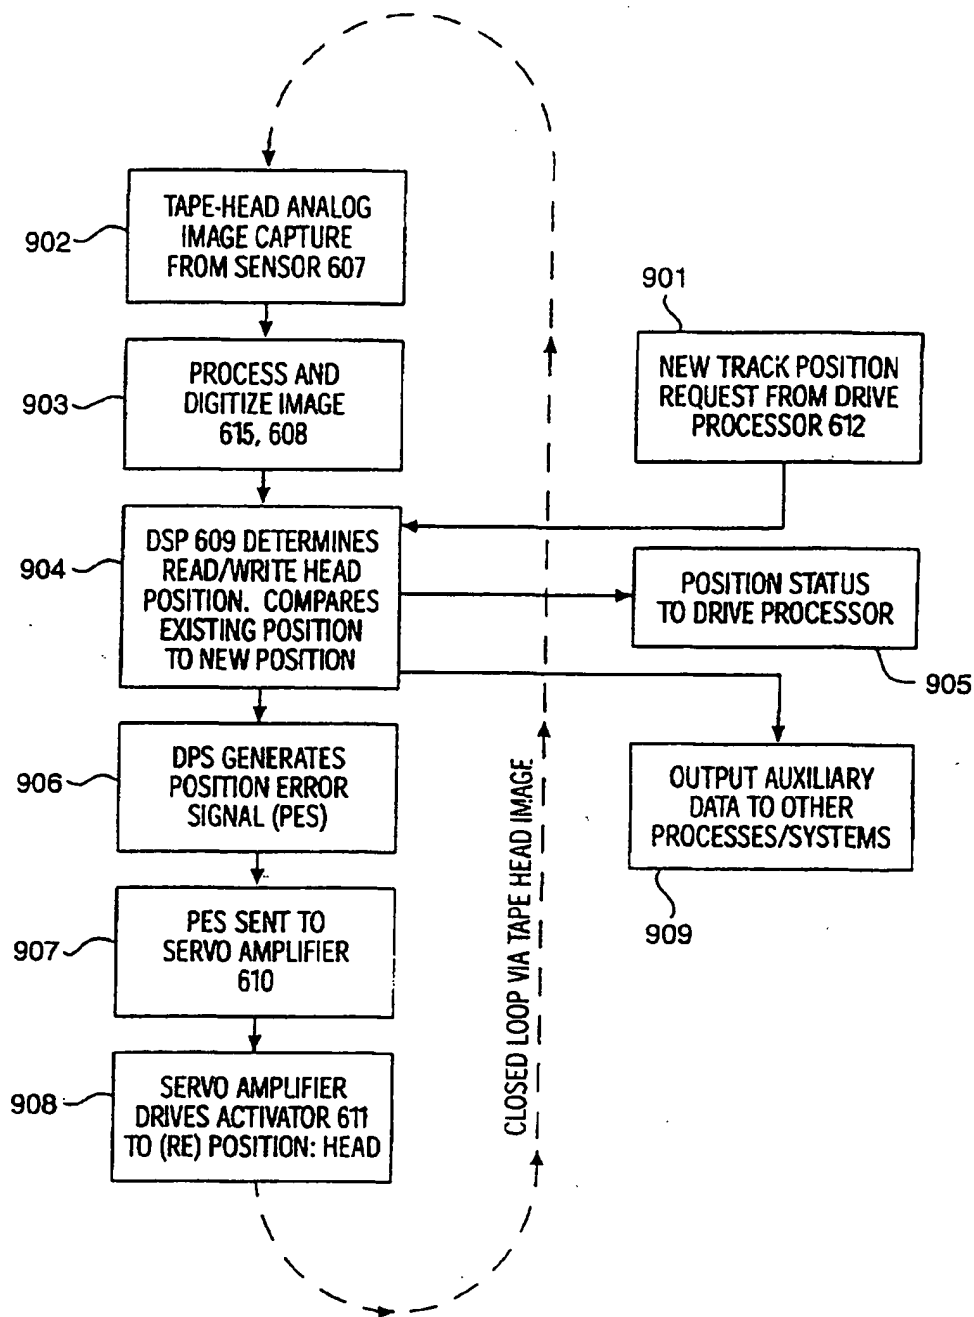 902
TAPE-HEAD ANALOG
IMAGE CAPTURE
FROM SENSOR 607
903
PROCESS AND
DIGITIZE IMAGE
615, 608
901
NEW TRACK POSITION
REQUEST FROM DRIVE
PROCESSOR 612
904
DSP 609 DETERMINES
READ/WRITE HEAD
POSITION. COMPARES
EXISTING POSITION
TO NEW POSITION
POSITION STATUS
TO DRIVE PROCESSOR
905
906
DPS GENERATES
POSITION ERROR
SIGNAL (PES)
OUTPUT AUXILIARY
DATA TO OTHER
PROCESSES/SYSTEMS
909
907
PES SENT TO
SERVO AMPLIFIER
610
908
SERVO AMPLIFIER
DRIVES ACTIVATOR 611
TO (RE) POSITION: HEAD
CLOSED LOOP VIA TAPE HEAD IMAGE